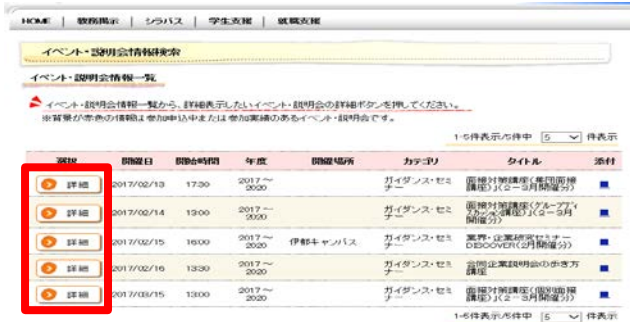 HOME | 教務掲示 | シラバス | 学生支援 | 就職支援
イベント・説明会情報検索
イベント・説明会情報一覧
イベント・説明会情報一覧から、詳細表示したいイベント・説明会の詳細ボタンを押してください。
※背景が赤色の情報は参加申込中または参加実績のあるイベント・説明会です。
1-5件表示/5件中 5 件表示
選択 開催日 開始時間 年度 開催場所 カテゴリ タイトル 添付
詳細 2017/02/13 17:30 2017～2020 ガイダンス・セミナー 面接対策講座(集団面接講座)(2－3月開催分)
詳細 2017/02/14 13:00 2017～2020 ガイダンス・セミナー 面接対策講座(グループディスカッション講座)(2－3月開催分)
詳細 2017/02/15 16:00 2017～2020 伊都キャンパス ガイダンス・セミナー 業界・企業研究セミナーDISCOVER(2月開催分)
詳細 2017/02/16 13:30 2017～2020 ガイダンス・セミナー 合同企業説明会の歩き方講座
詳細 2017/03/15 13:00 2017～2020 ガイダンス・セミナー 面接対策講座(個別面接講座)(2－3月開催分)
1-5件表示/5件中 5 件表示